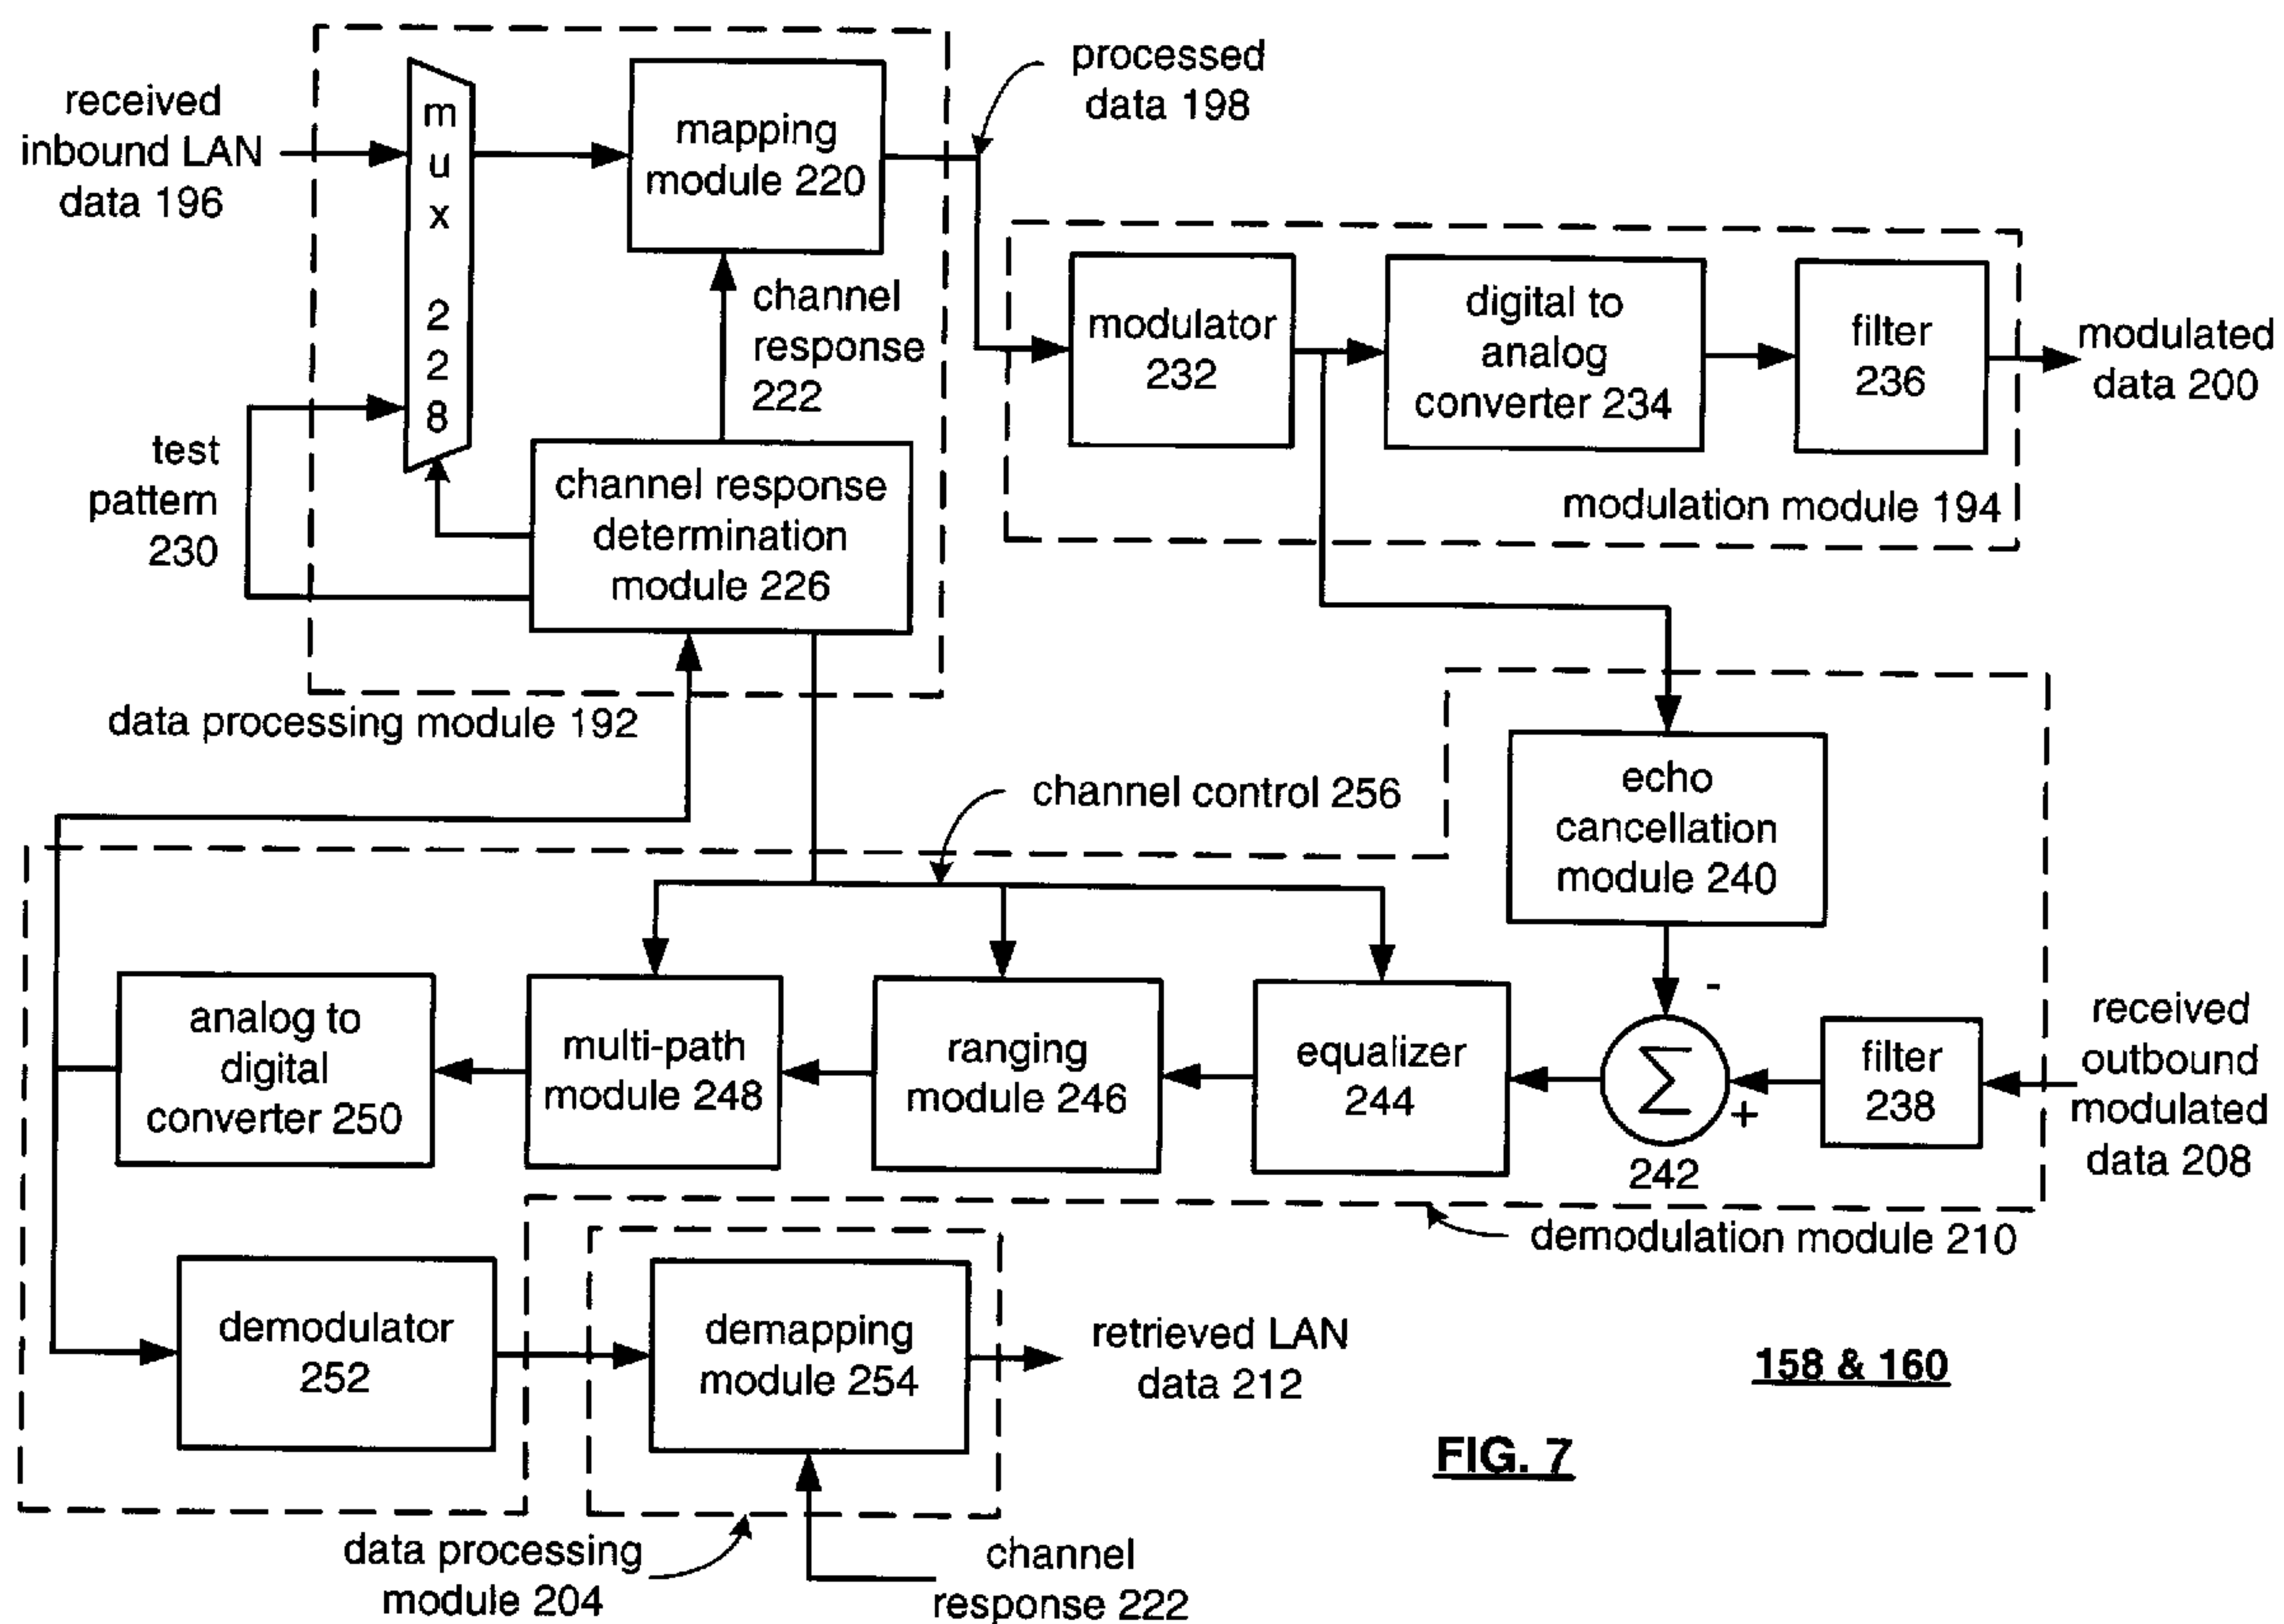 received
inbound LAN
data 196
m
u
x
2
2
8
mapping
module 220
processed
data 198
channel
response
222
test
pattern
230
channel response
determination
module 226
data processing module 192
modulator
232
digital to
analog
converter 234
filter
236
modulated
data 200
modulation module 194
channel control 256
echo
cancellation
module 240
analog to
digital
converter 250
multi-path
module 248
ranging
module 246
equalizer
244
-
Σ
+
242
filter
238
received
outbound
modulated
data 208
demodulation module 210
demodulator
252
demapping
module 254
retrieved LAN
data 212
158 & 160
FIG. 7
data processing
module 204
channel
response 222